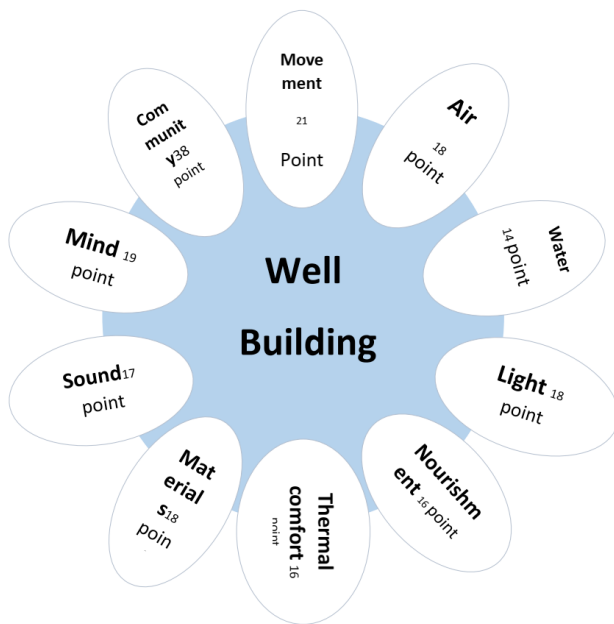 Well
Building
Move
ment
21
Point
Air
18
point
Water
14 point
Light 18
point
Nourishm
ent 16 point
Thermal
comfort 16
point
Mat
erial
s18
poin
Sound17
point
Mind 19
point
Com
munit
y38
point